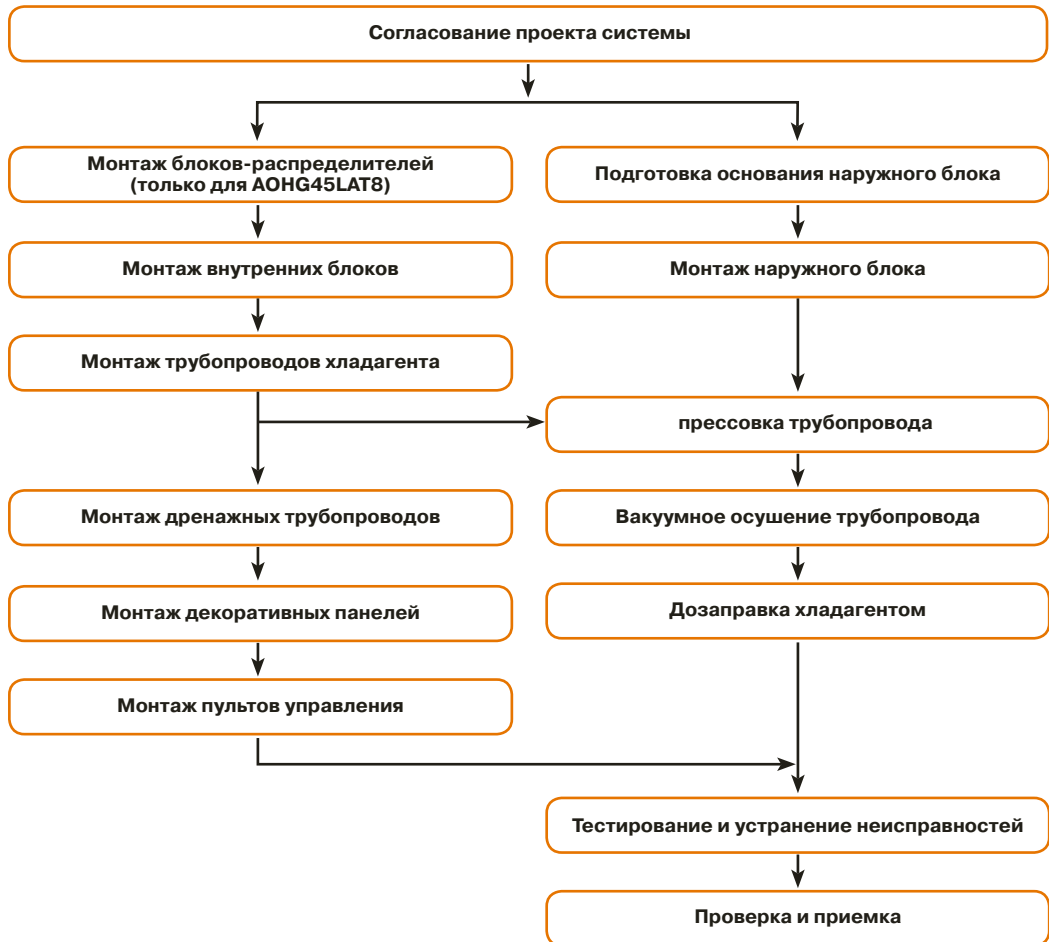 Согласование проекта системы
Монтаж блоков-распределителей
(только для AOHG45LAT8)
Подготовка основания наружного блока
Монтаж внутренних блоков
Монтаж наружного блока
Монтаж трубопроводов хладагента
прессовка трубопровода
Монтаж дренажных трубопроводов
Вакуумное осушение трубопровода
Монтаж декоративных панелей
Дозаправка хладагентом
Монтаж пультов управления
Тестирование и устранение неисправностей
Проверка и приемка